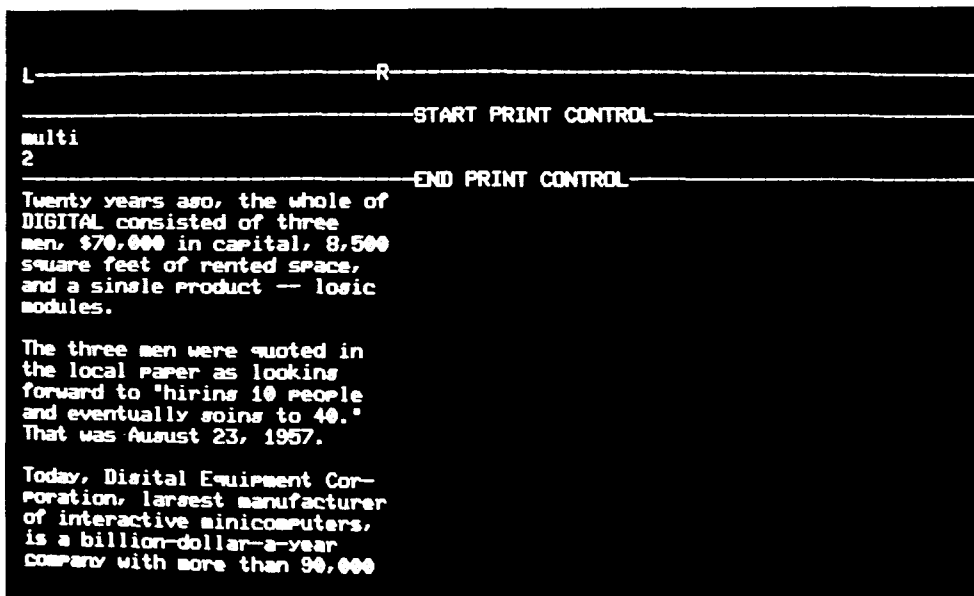 L-----------------------------R-----------------------------
-----------------------------START PRINT CONTROL-----------------------------
multi
2
-----------------------------END PRINT CONTROL-----------------------------
Twenty years ago, the whole of
DIGITAL consisted of three
men, $70,000 in capital, 8,500
square feet of rented space,
and a single product -- logic
modules.

The three men were quoted in
the local paper as looking
forward to "hiring 10 people
and eventually going to 40."
That was August 23, 1957.

Today, Digital Equipment Cor-
poration, largest manufacturer
of interactive minicomputers,
is a billion-dollar-a-year
company with more than 90,000